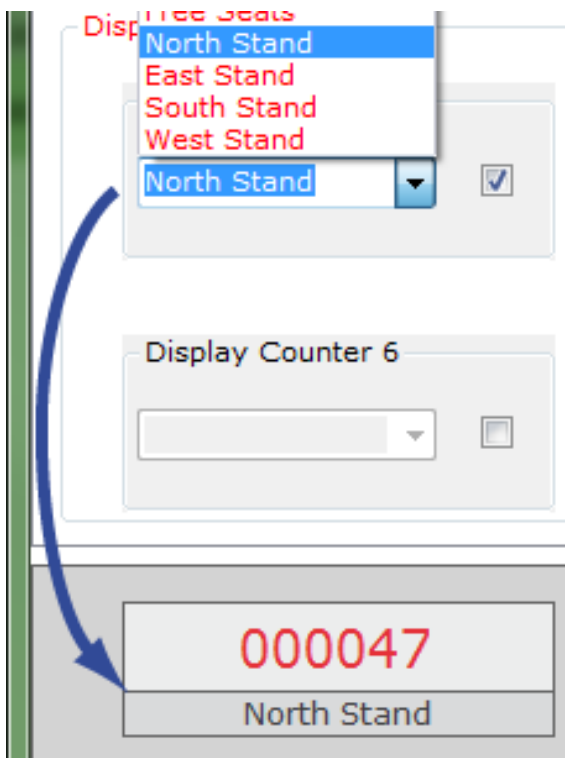 Free Seats
North Stand
East Stand
South Stand
West Stand
North Stand
Display Counter 6
000047
North Stand